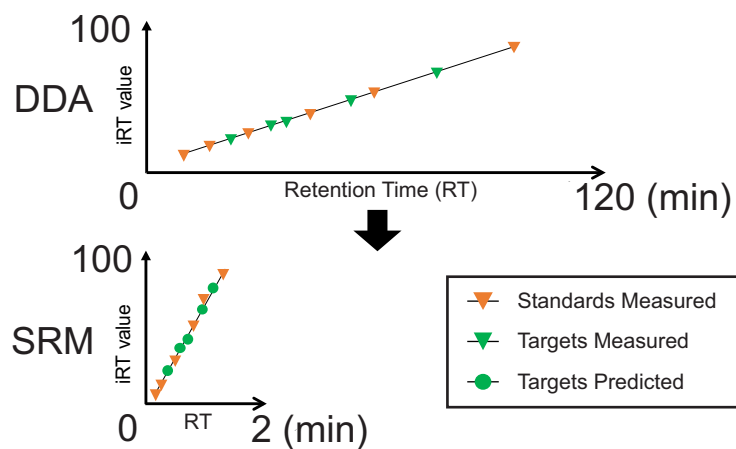 100
DDA
iRT value
0
Retention Time (RT)
120 (min)
100
SRM
iRT value
0
RT
2 (min)
Standards Measured
Targets Measured
Targets Predicted